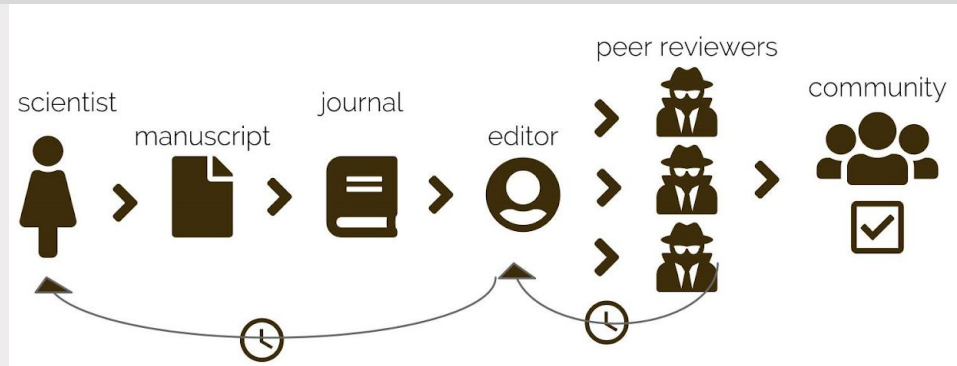 scientist
manuscript
journal
editor
peer reviewers
community